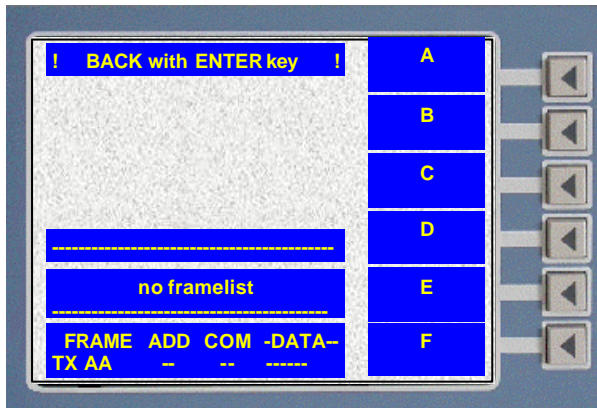 ! BACK with ENTER key !
A
B
C
D
--------------------------------------------
no framelist
E
-------------------------------------------
FRAME ADD COM -DATA--
F
TX AA -- -- ------